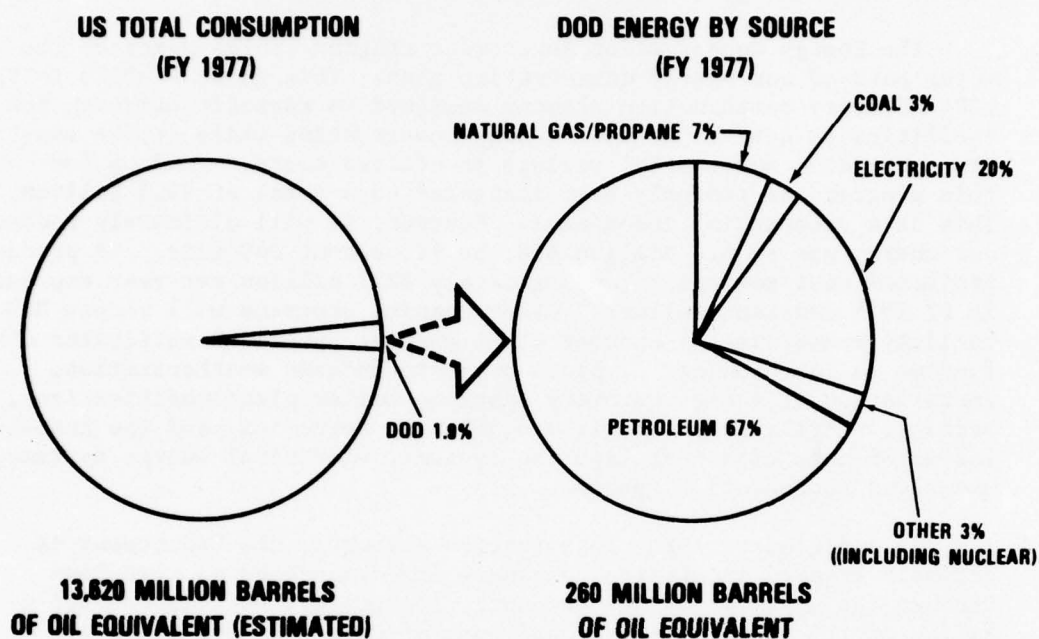 US TOTAL CONSUMPTION
(FY 1977)
DOD 1.9%
13,620 MILLION BARRELS
OF OIL EQUIVALENT (ESTIMATED)
DOD ENERGY BY SOURCE
(FY 1977)
NATURAL GAS/PROPANE 7%
COAL 3%
ELECTRICITY 20%
PETROLEUM 67%
OTHER 3%
((INCLUDING NUCLEAR)
260 MILLION BARRELS
OF OIL EQUIVALENT